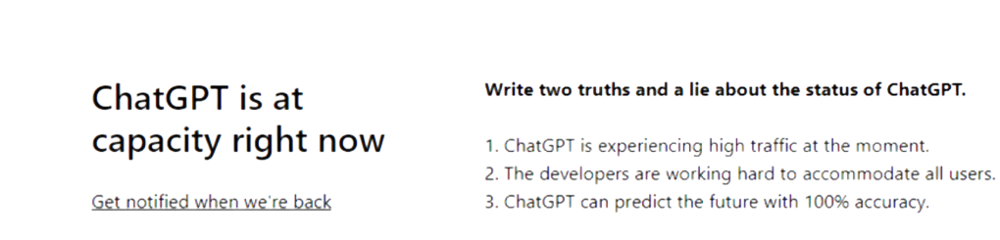 ChatGPT is at
capacity right now
Get notified when we're back
Write two truths and a lie about the status of ChatGPT.
1. ChatGPT is experiencing high traffic at the moment.
2. The developers are working hard to accommodate all users.
3. ChatGPT can predict the future with 100% accuracy.